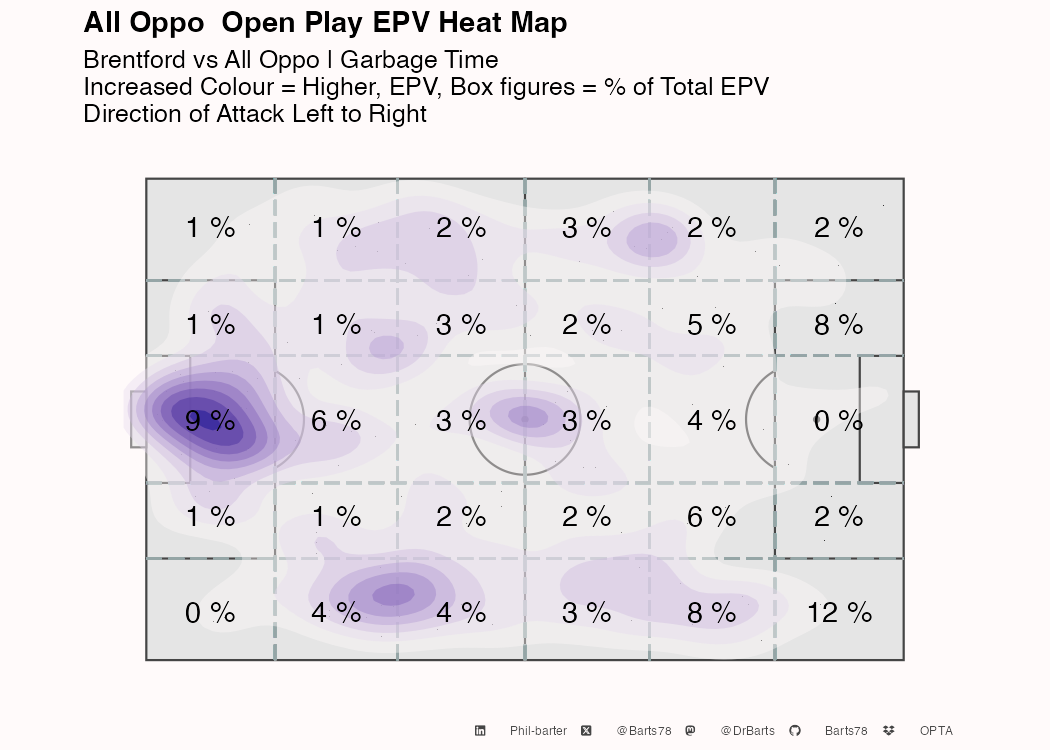 All Oppo  Open Play EPV Heat Map
Brentford vs All Oppo | Garbage Time
Increased Colour = Higher, EPV, Box figures = % of Total EPV
Direction of Attack Left to Right
1 % 1 % 2 % 3 % 2 % 2 %
1 % 1 % 3 % 2 % 5 % 8 %
9 % 6 % 3 % 3 % 4 % 0 %
1 % 1 % 2 % 2 % 6 % 2 %
0 % 4 % 4 % 3 % 8 % 12 %
Phil-barter @Barts78 @DrBarts Barts78 OPTA